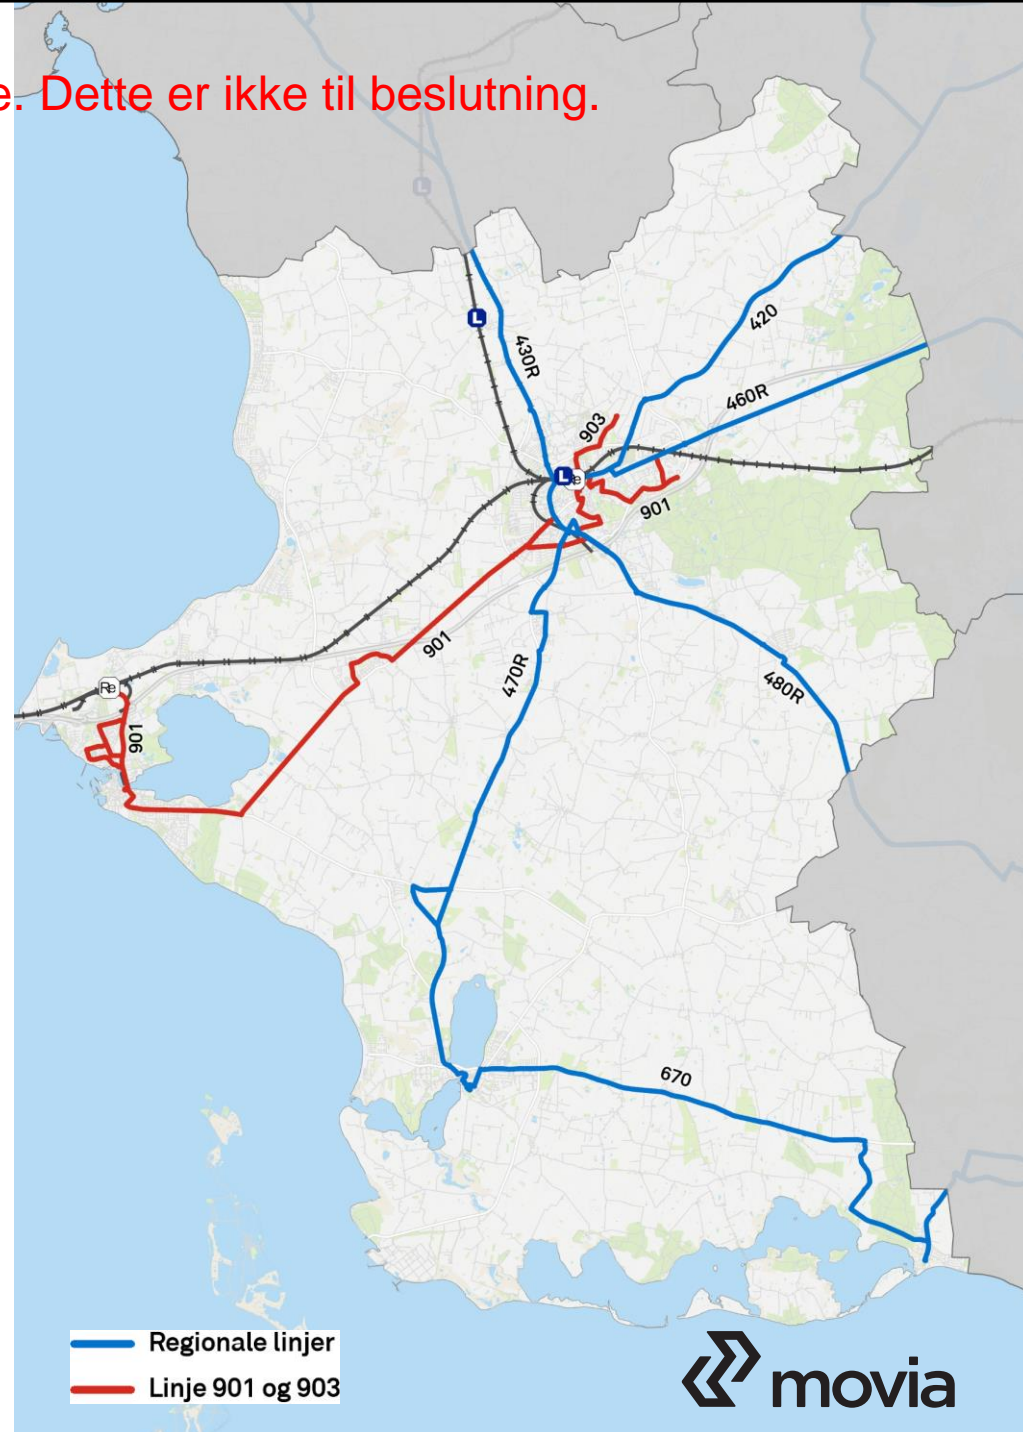 e. Dette er ikke til beslutning.
L
L
430R
420
460R
903
L
e
901
901
470R
480R
Re
901
670
Regionale linjer
Linje 901 og 903
movia